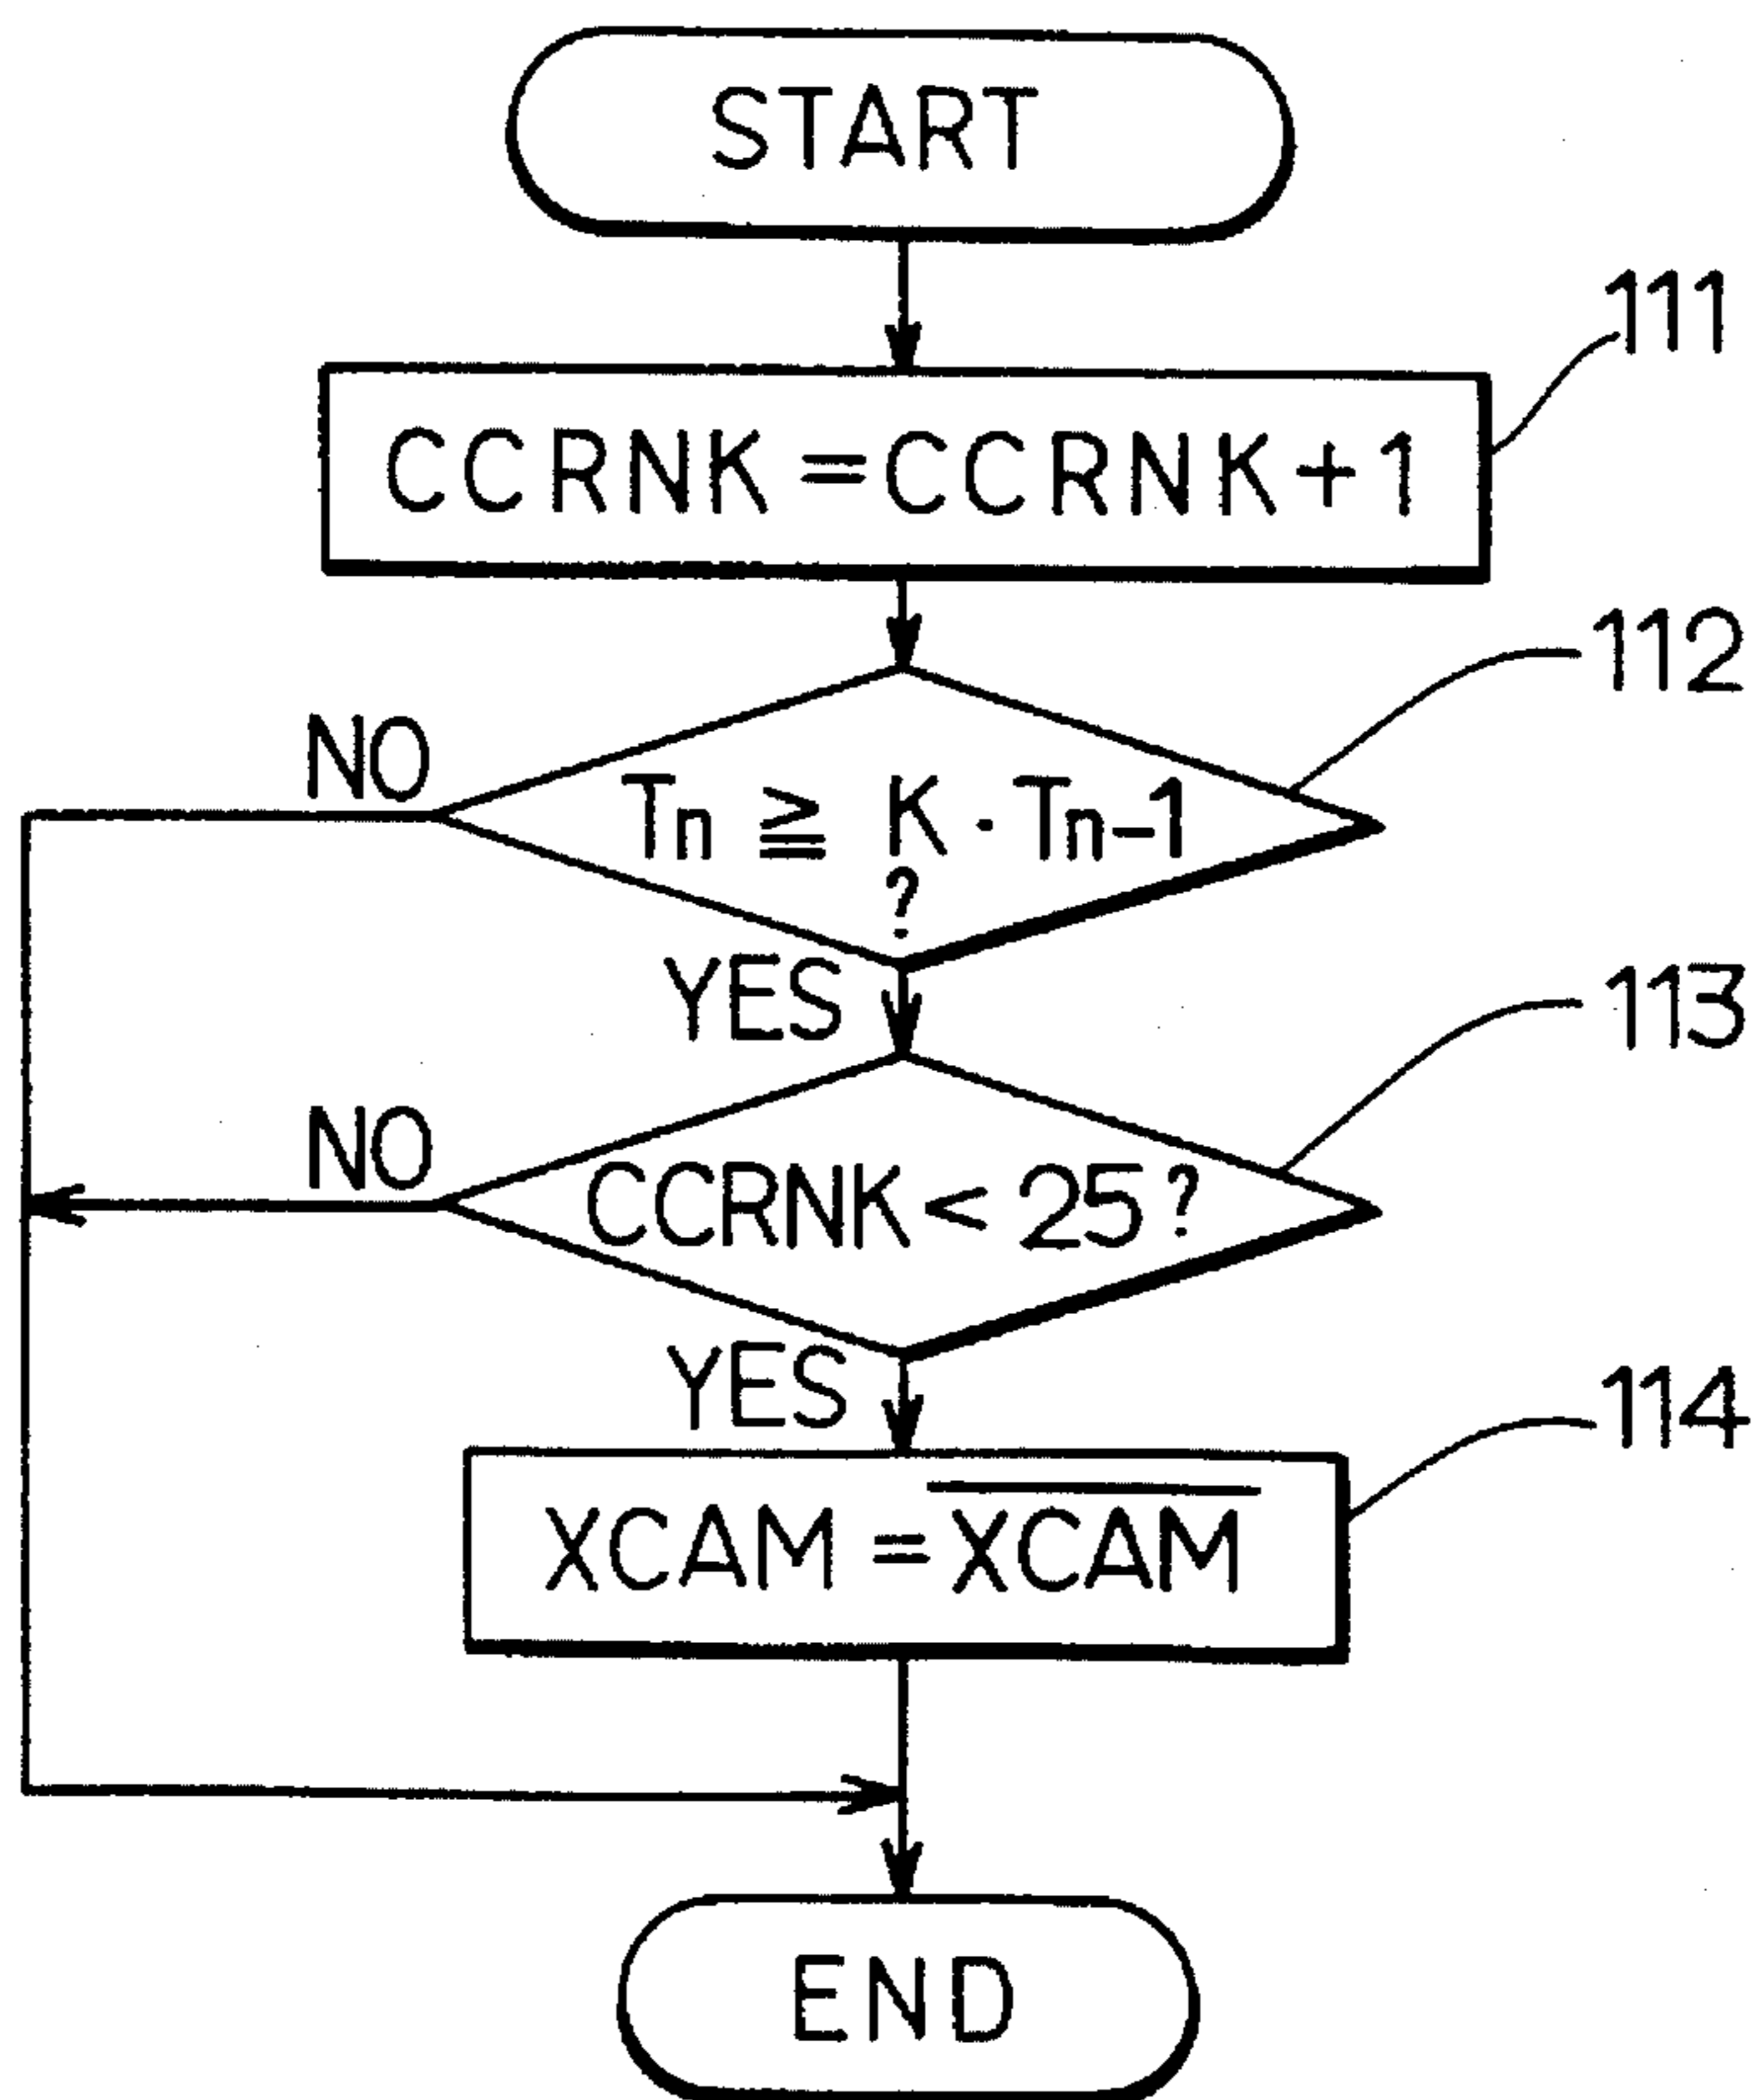 START
111
CCRNK=CCRNK+1
112
NO
Tn ≧ K·Tn-1
?
YES
113
NO
CCRNK<25?
YES
114
XCAM=X̅C̅A̅M̅
END